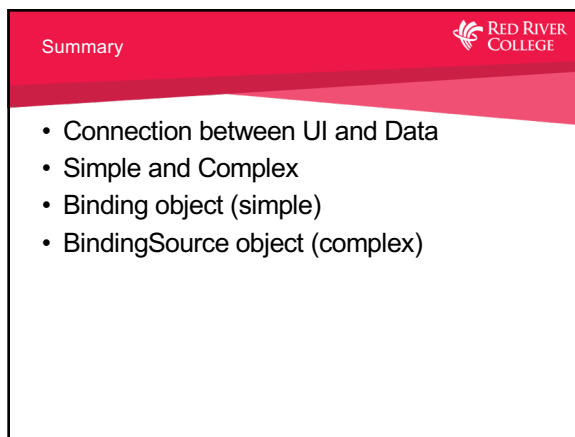 Summary
RED RIVER
COLLEGE
• Connection between UI and Data
• Simple and Complex
• Binding object (simple)
• BindingSource object (complex)